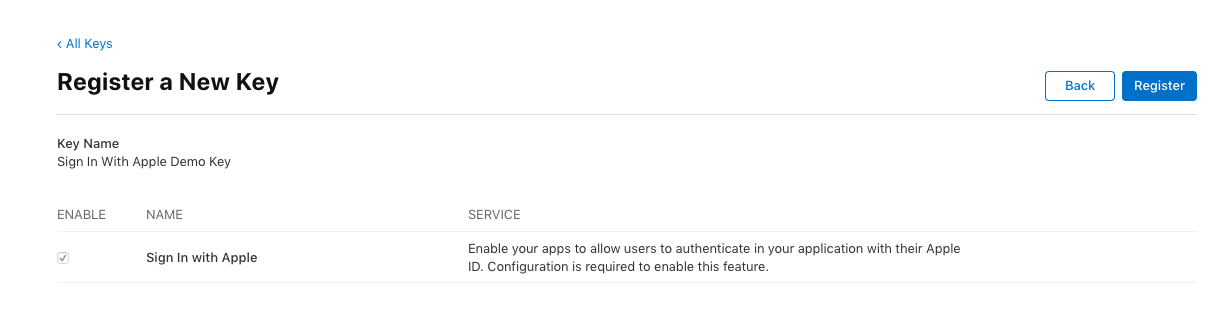 ‹ All Keys
Register a New Key
Back
Register
Key Name
Sign In With Apple Demo Key
ENABLE NAME SERVICE
Sign In with Apple
Enable your apps to allow users to authenticate in your application with their Apple
ID. Configuration is required to enable this feature.